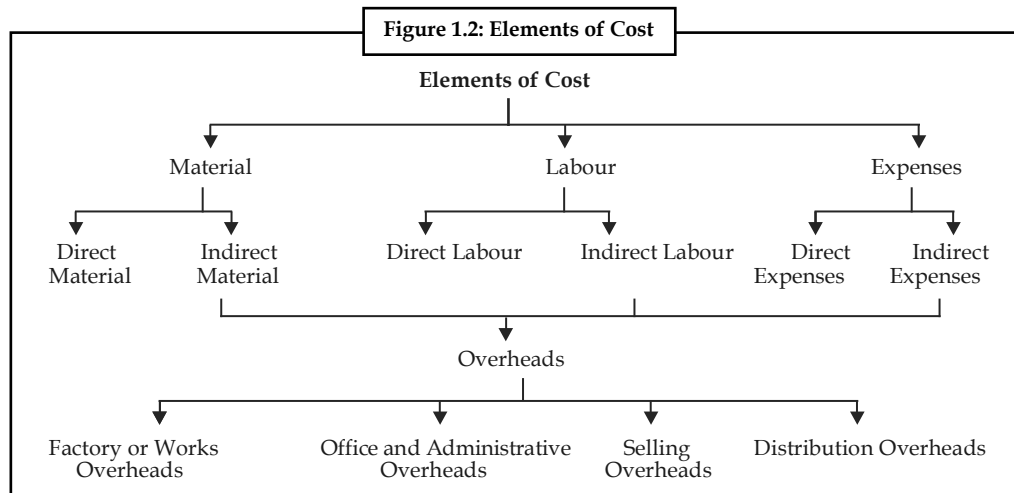 Figure 1.2: Elements of Cost
Elements of Cost
Material
Labour
Expenses
Direct
Material
Indirect
Material
Direct Labour
Indirect Labour
Direct
Expenses
Indirect
Expenses
Overheads
Factory or Works
Overheads
Office and Administrative
Overheads
Selling
Overheads
Distribution Overheads